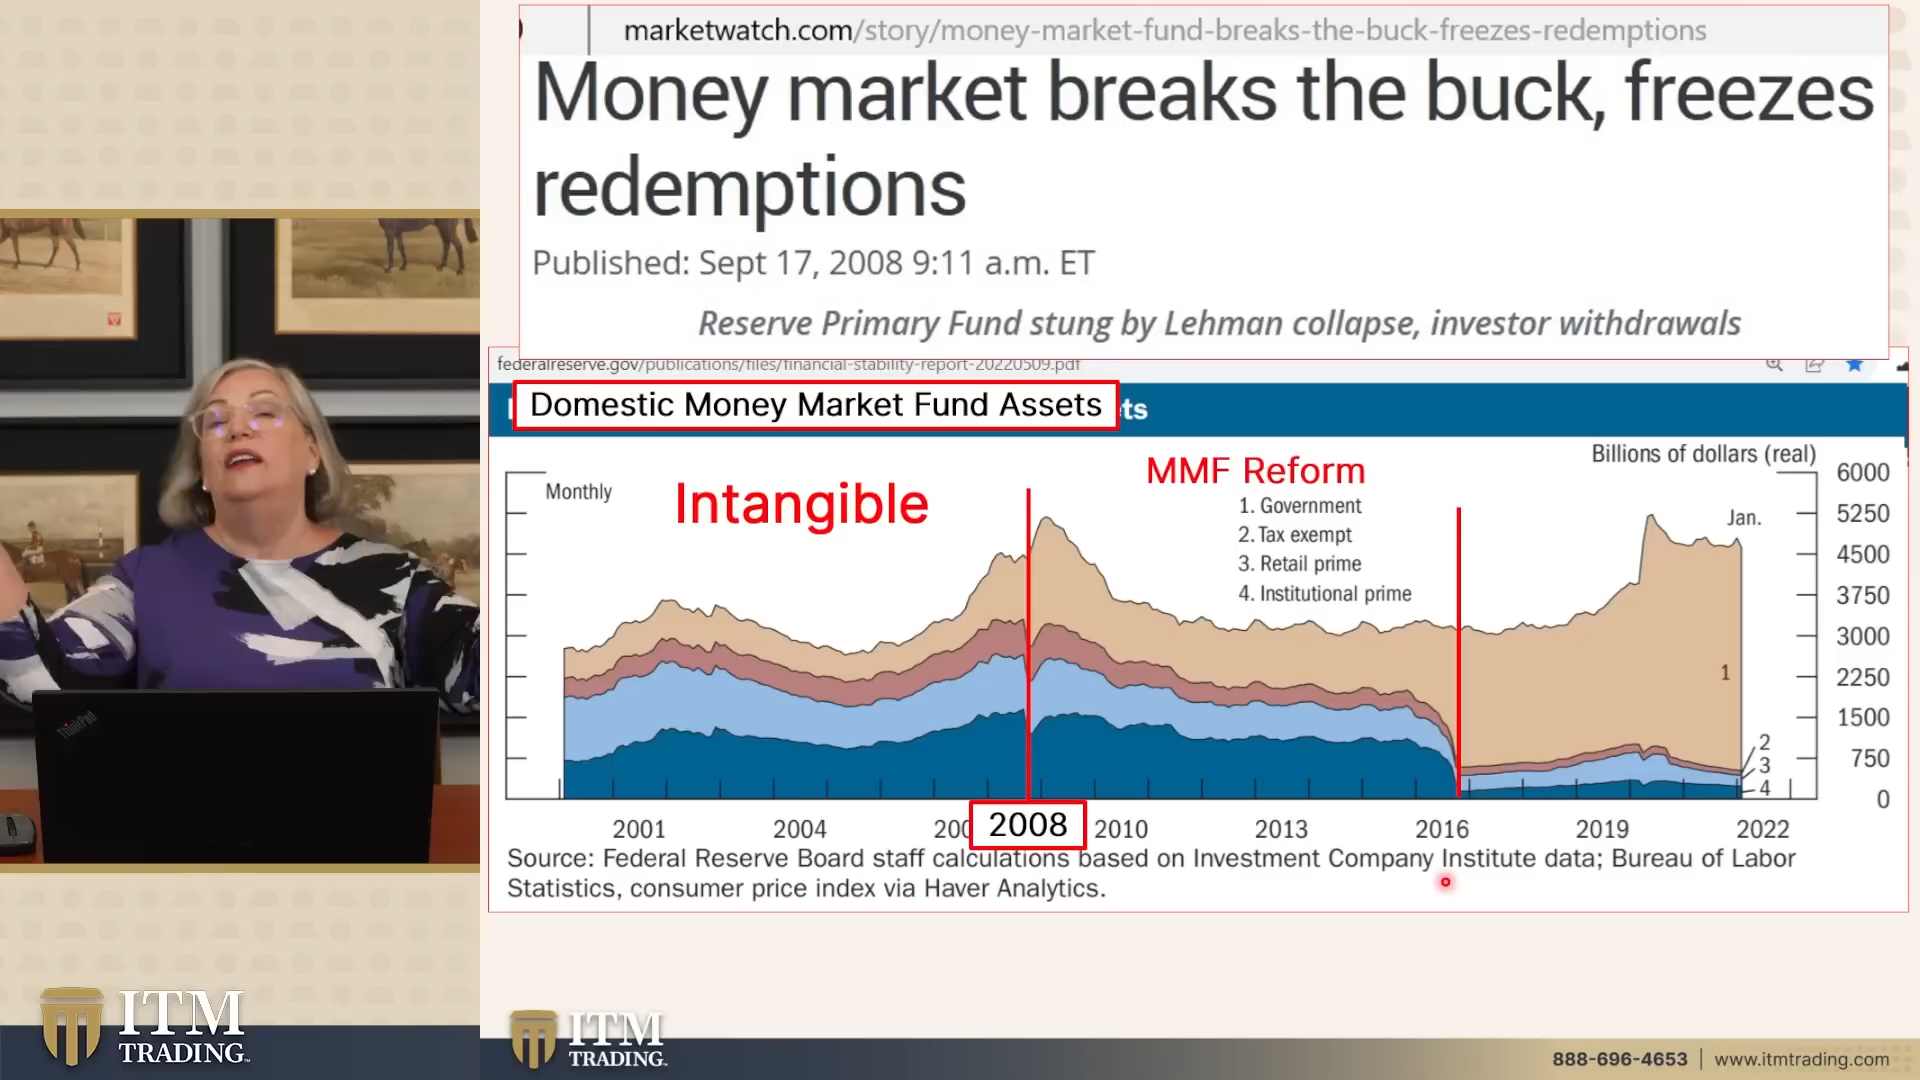 marketwatch.com/story/money-market-fund-breaks-the-buck-freezes-redemptions
Money market breaks the buck, freezes
redemptions
Published: Sept 17, 2008 9:11 a.m. ET
Reserve Primary Fund stung by Lehman collapse, investor withdrawals
federalreserve.gov/publications/files/financial-stability-report-20220509.pdf
Domestic Money Market Fund Assets
ts
Billions of dollars (real)
Monthly
Intangible
MMF Reform
1. Government
2. Tax exempt
3. Retail prime
4. Institutional prime
Jan.
6000
5250
4500
3750
3000
2250
1500
750
0
1
2
3
4
2001 2004 200 2008 2010 2013 2016 2019 2022
Source: Federal Reserve Board staff calculations based on Investment Company Institute data; Bureau of Labor
Statistics, consumer price index via Haver Analytics.
ThinkPad
ITM
TRADING
ITM
TRADING
888-696-4653 | www.itmtrading.com